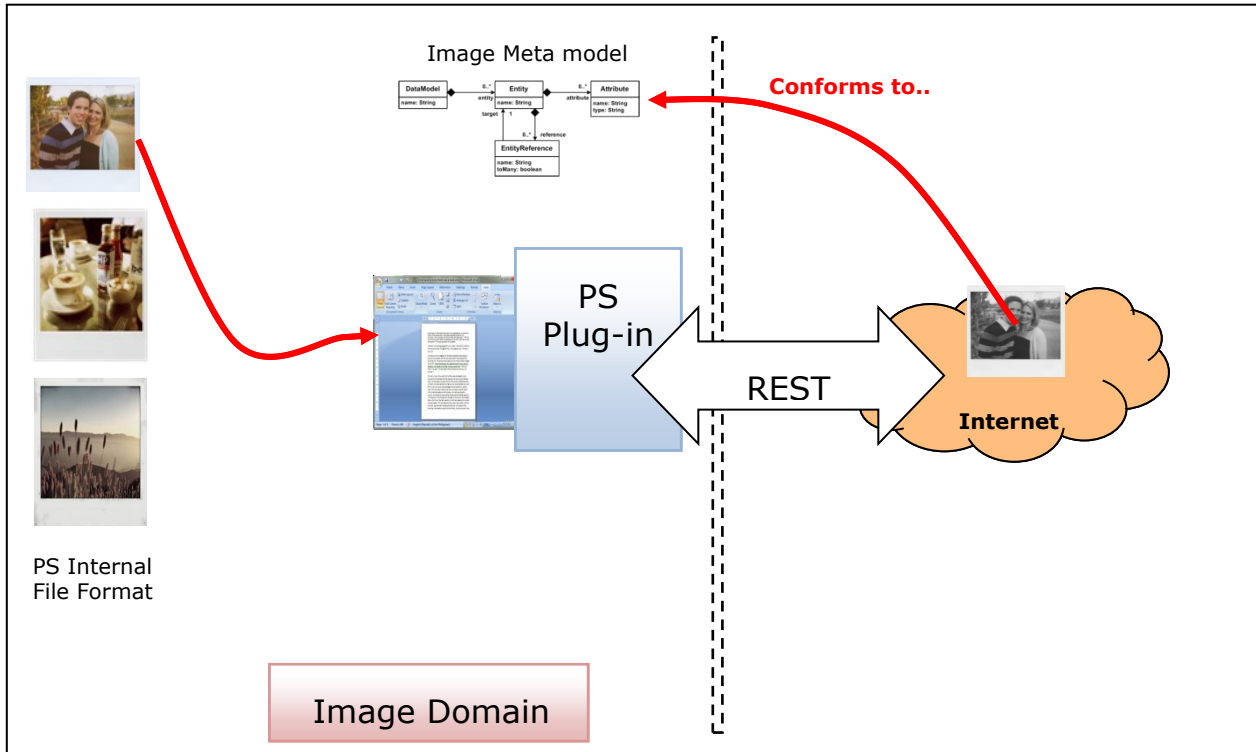 Image Meta model
DataModel
name: String
0..*
entity
Entity
name: String
0..*
attribute
Attribute
name: String
type: String
target
1
0..*
reference
EntityReference
name: String
toMany: boolean
Conforms to..
PS
Plug-in
REST
Internet
PS Internal
File Format
Image Domain